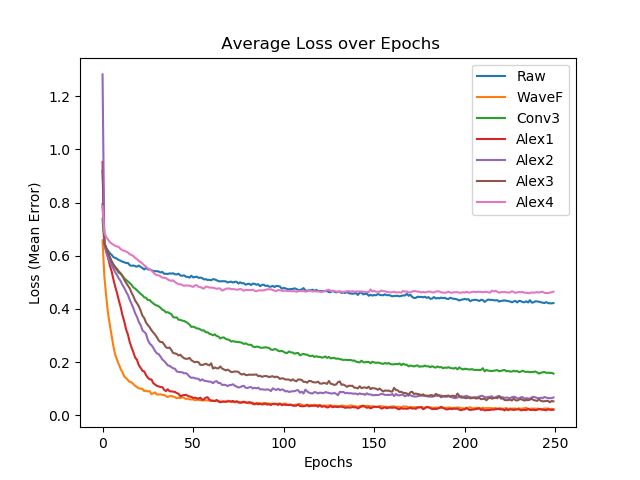 Average Loss over Epochs
Loss (Mean Error)
1.2
1.0
0.8
0.6
0.4
0.2
0.0
Raw
WaveF
Conv3
Alex1
Alex2
Alex3
Alex4
0 50 100 150 200 250
Epochs